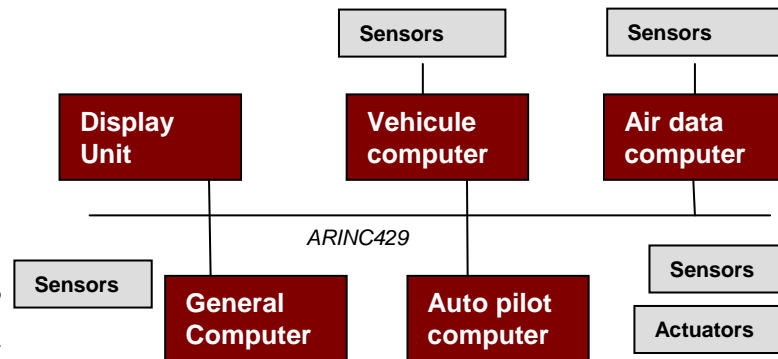 Sensors
Sensors
Display
Unit
Vehicule
computer
Air data
computer
ARINC429
Sensors
General
Computer
Auto pilot
computer
Sensors
Actuators